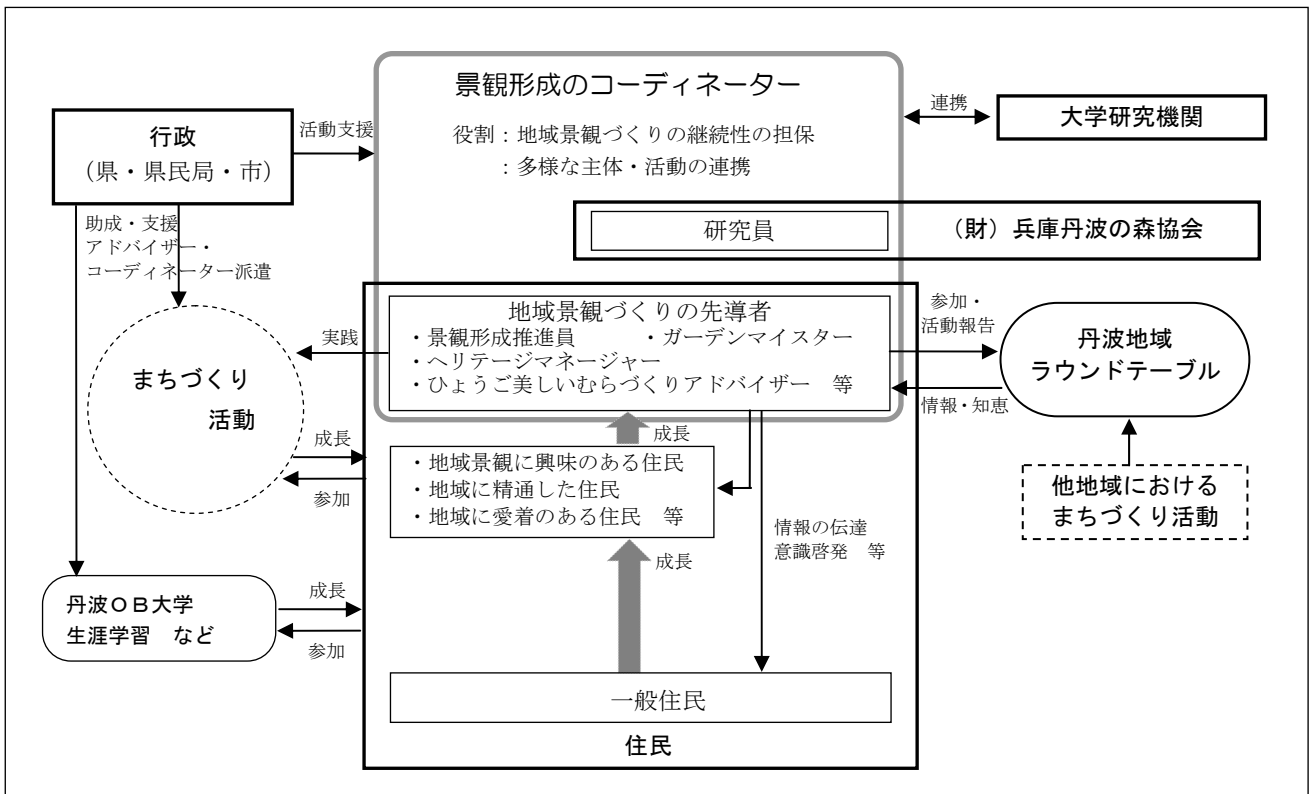 景観形成のコーディネーター
役割：地域景観づくりの継続性の担保
：多様な主体・活動の連携
行政
（県・県民局・市）
活動支援
連携
大学研究機関
研究員
（財）兵庫丹波の森協会
助成・支援
アドバイザー・
コーディネーター派遣
地域景観づくりの先導者
・景観形成推進員　・ガーデンマイスター
・ヘリテージマネージャー
・ひょうご美しいむらづくりアドバイザー　等
実践
参加・
活動報告
丹波地域
ラウンドテーブル
情報・知恵
まちづくり
活動
成長
参加
成長
・地域景観に興味のある住民
・地域に精通した住民
・地域に愛着のある住民　等
他地域における
まちづくり活動
情報の伝達
意識啓発　等
成長
丹波ＯＢ大学
生涯学習　など
成長
参加
一般住民
住民